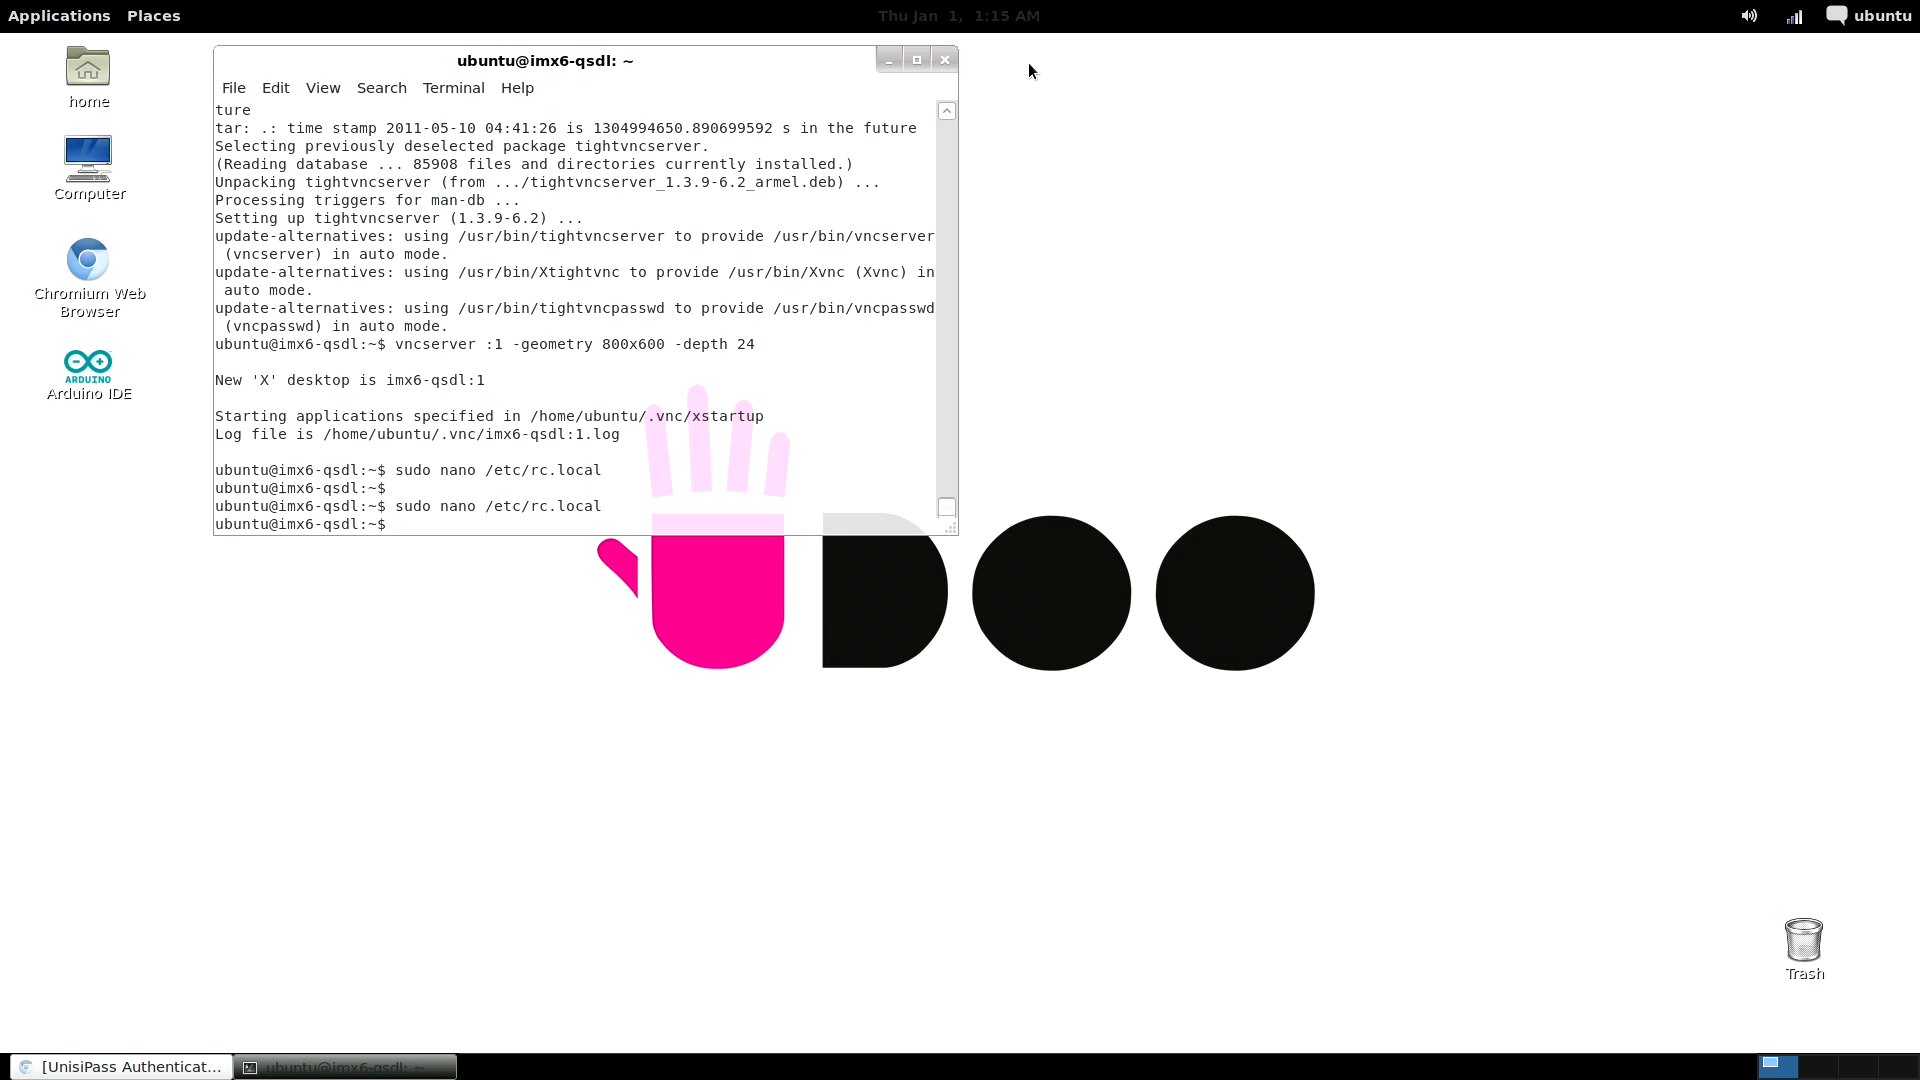 Applications Places Thu Jan 1, 1:15 AM ubuntu
home
Computer
Chromium Web
Browser
ARDUINO
Arduino IDE
ubuntu@imx6-qsdl: ~
File Edit View Search Terminal Help
ture
tar: .: time stamp 2011-05-10 04:41:26 is 1304994650.890699592 s in the future
Selecting previously deselected package tightvncserver.
(Reading database ... 85908 files and directories currently installed.)
Unpacking tightvncserver (from .../tightvncserver_1.3.9-6.2_armel.deb) ...
Processing triggers for man-db ...
Setting up tightvncserver (1.3.9-6.2) ...
update-alternatives: using /usr/bin/tightvncserver to provide /usr/bin/vncserver
 (vncserver) in auto mode.
update-alternatives: using /usr/bin/Xtightvnc to provide /usr/bin/Xvnc (Xvnc) in
 auto mode.
update-alternatives: using /usr/bin/tightvncpasswd to provide /usr/bin/vncpasswd
 (vncpasswd) in auto mode.
ubuntu@imx6-qsdl:~$ vncserver :1 -geometry 800x600 -depth 24
New 'X' desktop is imx6-qsdl:1
Starting applications specified in /home/ubuntu/.vnc/xstartup
Log file is /home/ubuntu/.vnc/imx6-qsdl:1.log
ubuntu@imx6-qsdl:~$ sudo nano /etc/rc.local
ubuntu@imx6-qsdl:~$
ubuntu@imx6-qsdl:~$ sudo nano /etc/rc.local
ubuntu@imx6-qsdl:~$
Trash
[UnisiPass Authenticat... ubuntu@imx6-qsdl: ~